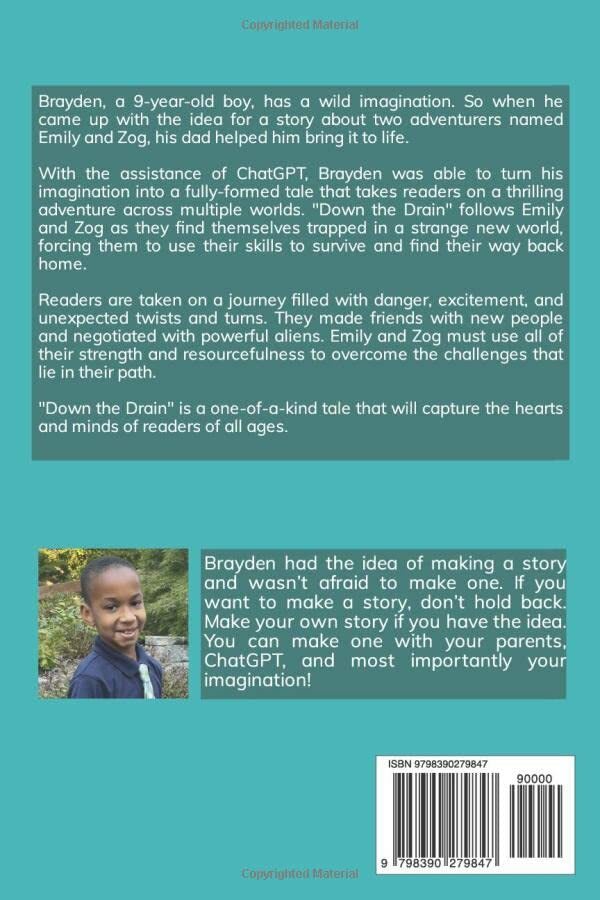 Copyrighted Material
Brayden, a 9-year-old boy, has a wild imagination. So when he
came up with the idea for a story about two adventurers named
Emily and Zog, his dad helped him bring it to life.
With the assistance of ChatGPT, Brayden was able to turn his
imagination into a fully-formed tale that takes readers on a thrilling
adventure across multiple worlds. "Down the Drain" follows Emily
and Zog as they find themselves trapped in a strange new world,
forcing them to use their skills to survive and find their way back
home.
Readers are taken on a journey filled with danger, excitement, and
unexpected twists and turns. They made friends with new people
and negotiated with powerful aliens. Emily and Zog must use all of
their strength and resourcefulness to overcome the challenges that
lie in their path.
"Down the Drain" is a one-of-a-kind tale that will capture the hearts
and minds of readers of all ages.
Brayden had the idea of making a story
and wasn't afraid to make one. If you
want to make a story, don't hold back.
Make your own story if you have the idea.
You can make one with your parents,
ChatGPT, and most importantly your
imagination!
ISBN 9798390279847
90000
9 798390 279847
Copyrighted Material